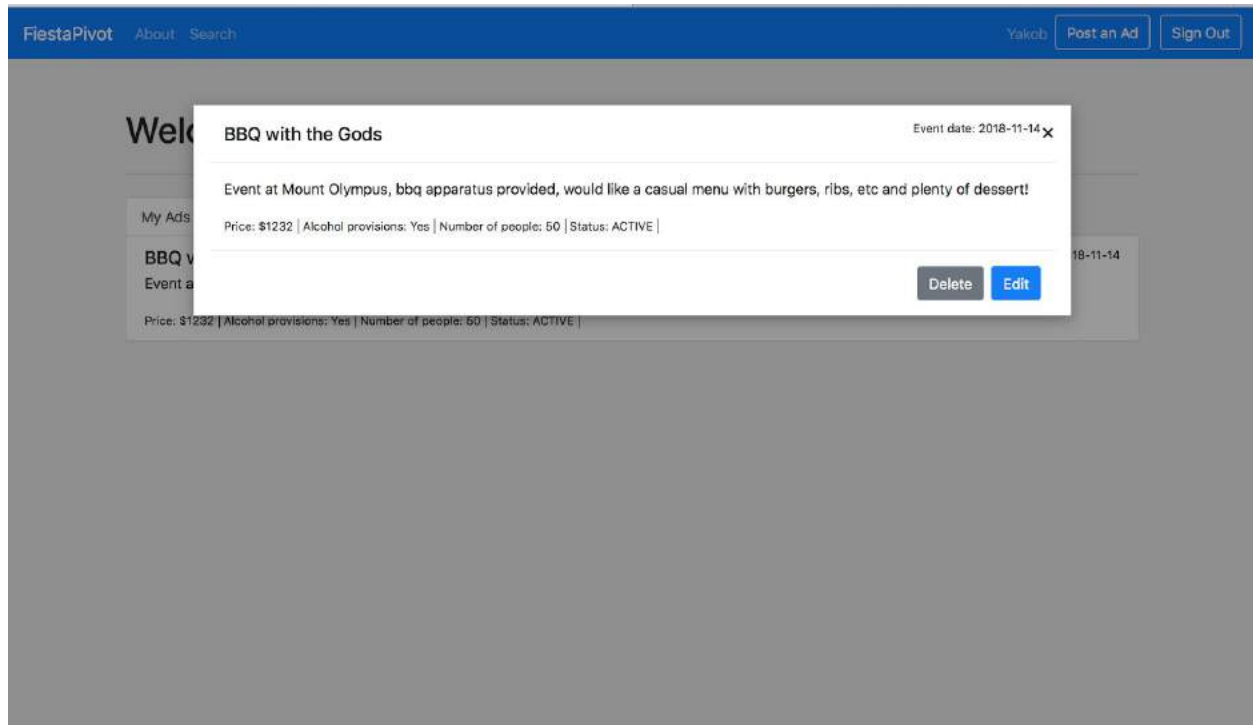 FiestaPivot About Search Yakob Post an Ad Sign Out
Welc
BBQ with the Gods Event date: 2018-11-14 ×
Event at Mount Olympus, bbq apparatus provided, would like a casual menu with burgers, ribs, etc and plenty of dessert!
Price: $1232 | Alcohol provisions: Yes | Number of people: 50 | Status: ACTIVE |
Delete Edit
My Ads
BBQ w 18-11-14
Event a
Price: $1232 | Alcohol provisions: Yes | Number of people: 50 | Status: ACTIVE |